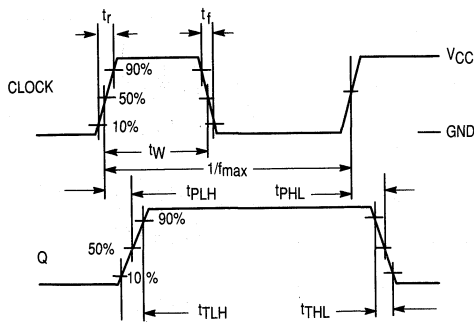 tr
tf
VCC
90%
CLOCK
50%
10%
GND
tW
1/fmax
tPLH
tPHL
90%
50%
Q
10 %
tTLH
tTHL